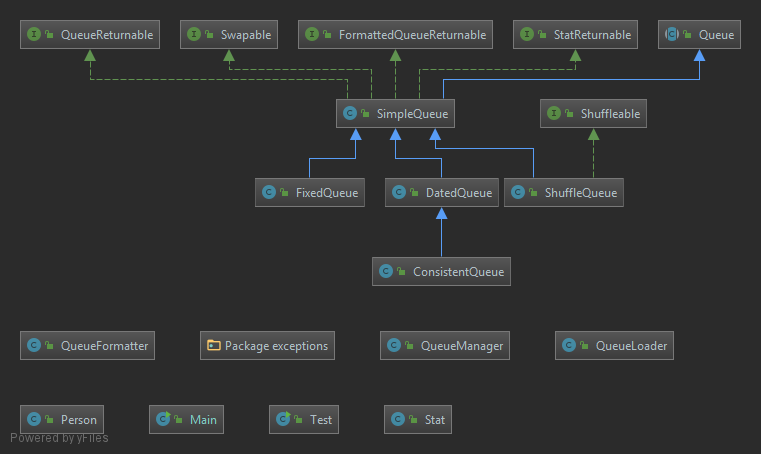 QueueReturnable
Swapable
FormattedQueueReturnable
StatReturnable
Queue
SimpleQueue
Shuffleable
FixedQueue
DatedQueue
ShuffleQueue
ConsistentQueue
QueueFormatter
Package exceptions
QueueManager
QueueLoader
Person
Main
Test
Stat
Powered by yFiles